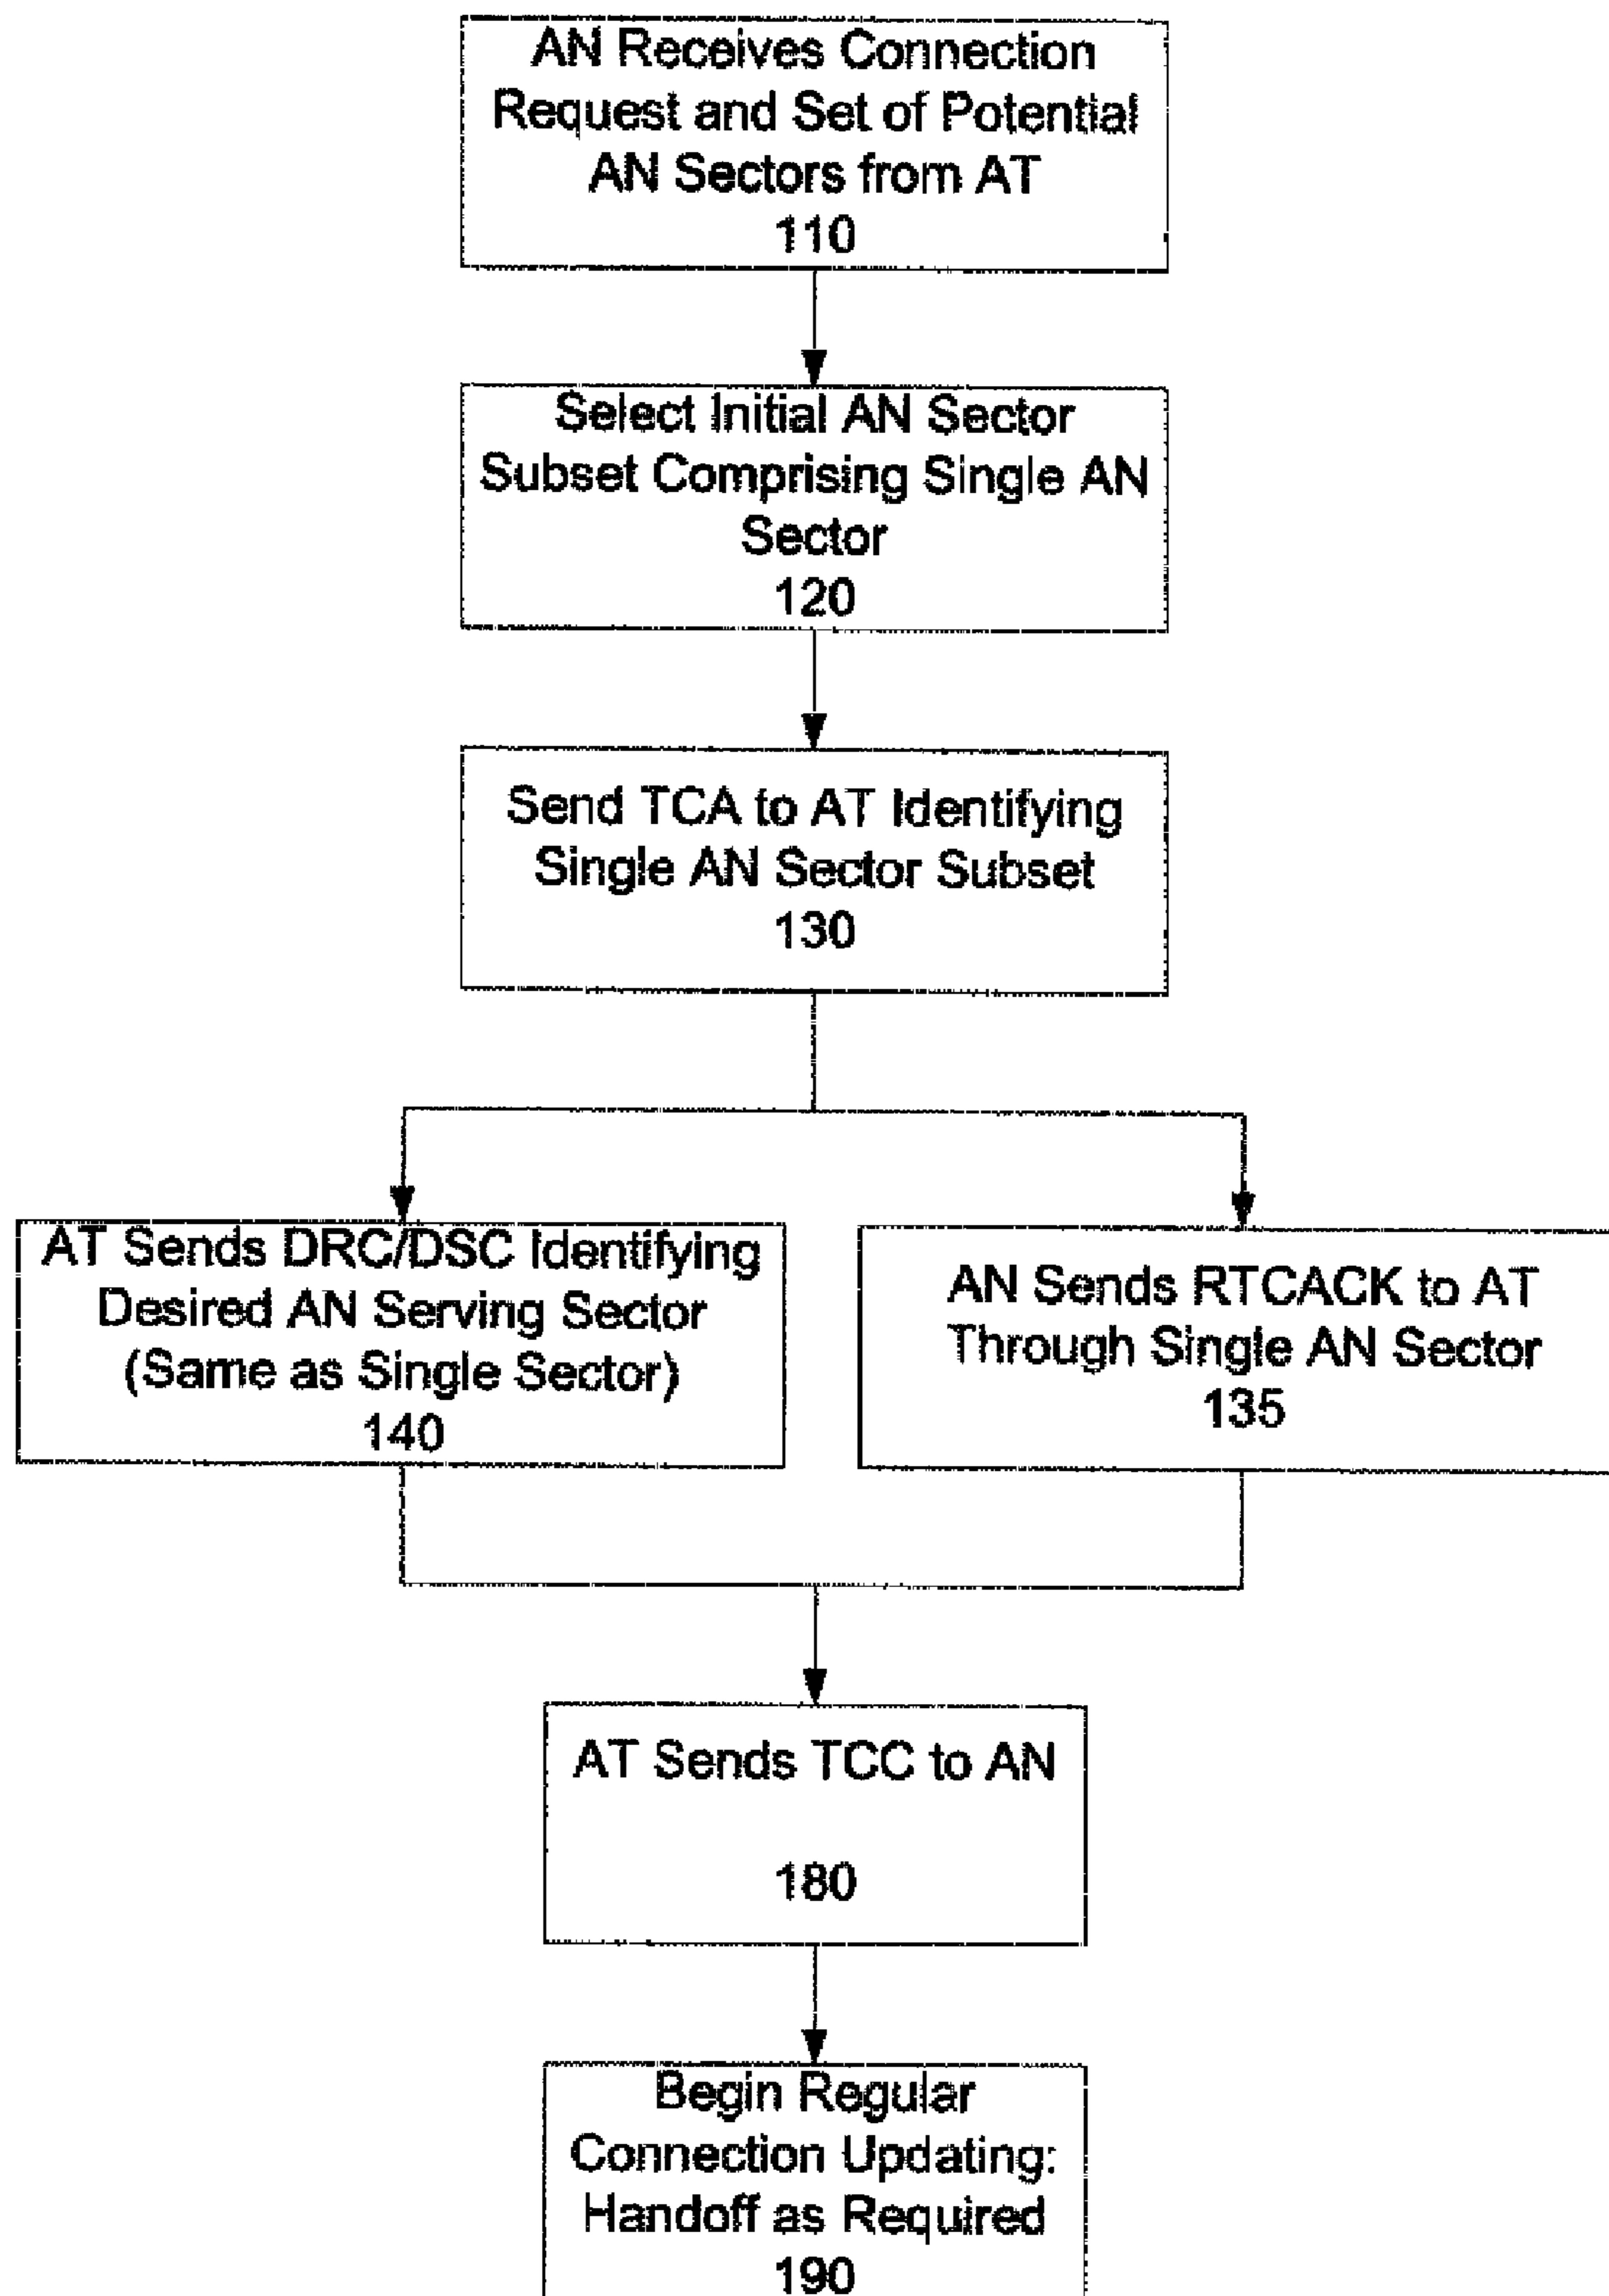 AN Receives Connection
Request and Set of Potential
AN Sectors from AT
110
Select Initial AN Sector
Subset Comprising Single AN
Sector
120
Send TCA to AT Identifying
Single AN Sector Subset
130
AT Sends DRC/DSC Identifying
Desired AN Serving Sector
(Same as Single Sector)
140
AN Sends RTCACK to AT
Through Single AN Sector
135
AT Sends TCC to AN
180
Begin Regular
Connection Updating:
Handoff as Required
190